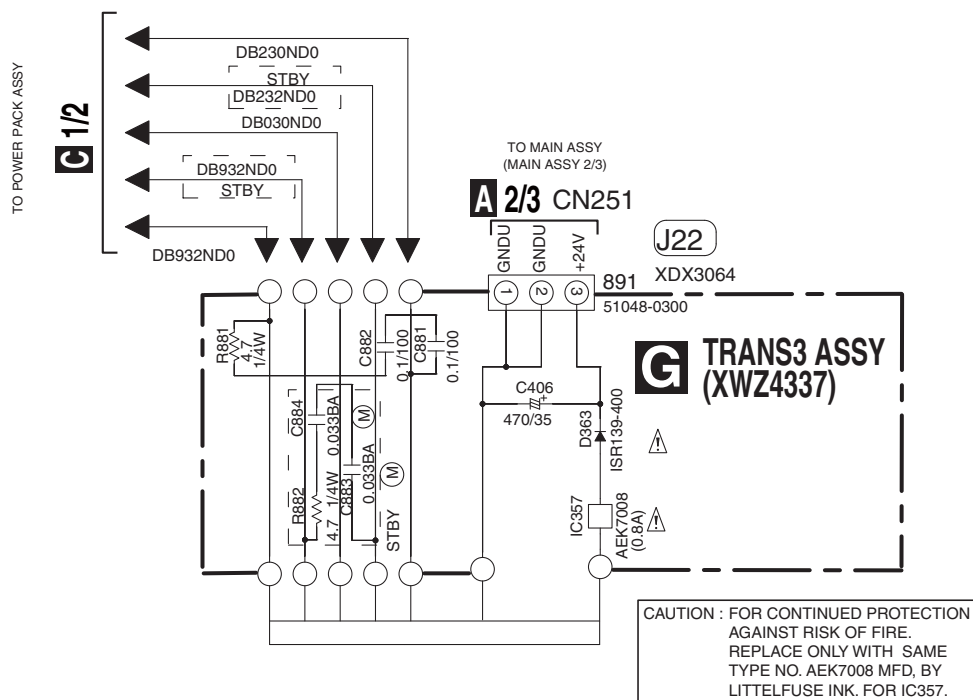 TO POWER PACK ASSY
C 1/2
DB230ND0
STBY
DB232ND0
DB030ND0
DB932ND0
STBY
DB932ND0
TO MAIN ASSY
(MAIN ASSY 2/3)
A 2/3 CN251
GNDU
GNDU
+24V
1
2
3
891
51048-0300
J22
XDX3064
R881
4.7
1/4W
C882
0.1/100
C881
0.1/100
C884
0.033BA
M
R882
4.7 1/4W
C883
0.033BA
M
STBY
C406
+
470/35
D363
ISR139-400
!
IC357
AEK7008
(0.8A)
!
G TRANS3 ASSY
(XWZ4337)
CAUTION : FOR CONTINUED PROTECTION
AGAINST RISK OF FIRE.
REPLACE ONLY WITH SAME
TYPE NO. AEK7008 MFD, BY
LITTELFUSE INK. FOR IC357.